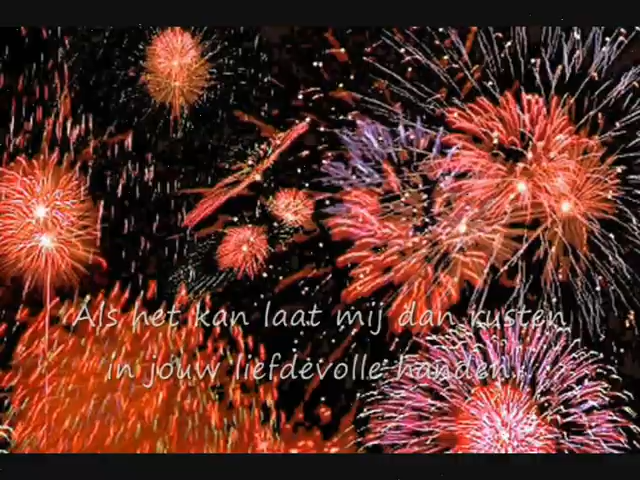 Als het kan laat mij dan rusten
in jouw liefdevolle handen.